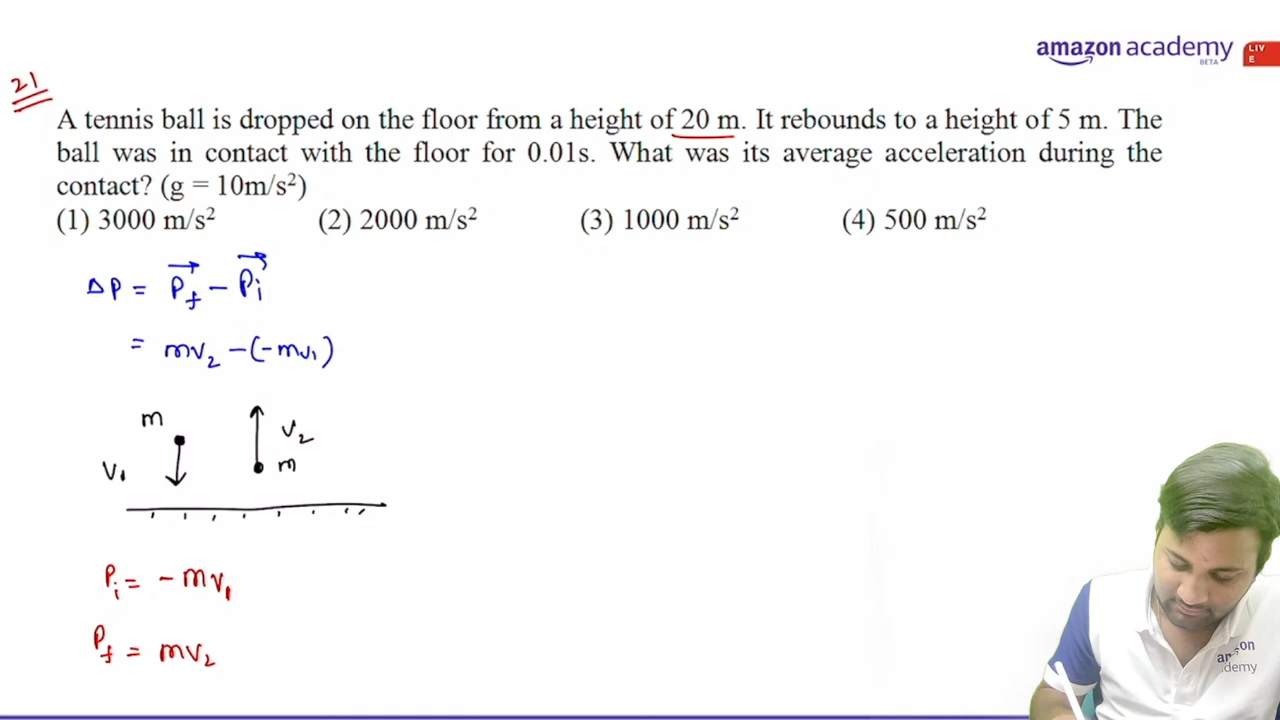 amazon academy
BETA
LIV
E
21
A tennis ball is dropped on the floor from a height of 20 m. It rebounds to a height of 5 m. The
ball was in contact with the floor for 0.01s. What was its average acceleration during the
contact? (g = 10m/s²)
(1) 3000 m/s² (2) 2000 m/s² (3) 1000 m/s² (4) 500 m/s²
ΔP = P⃗f − P⃗i
= mv₂ − (−mv₁)
m
v₂
v₁
m
Pi = − mv₁
Pf = mv₂